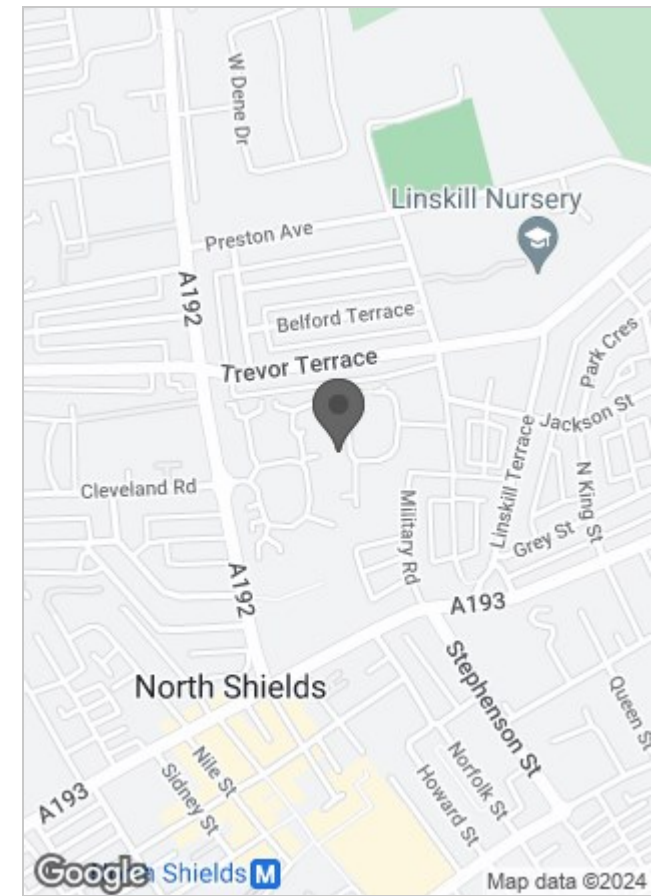 W Dene Dr
Linskill Nursery
Preston Ave
A192
Belford Terrace
Park Cres
Trevor Terrace
Jackson St
Cleveland Rd
Linskill Terrace
N King St
Military Rd
Grey St
A192
A193
North Shields
Stephenson St
Queen St
Nile St
Norfolk St
Sidney St
Howard St
A193
Google Shields M
Map data ©2024